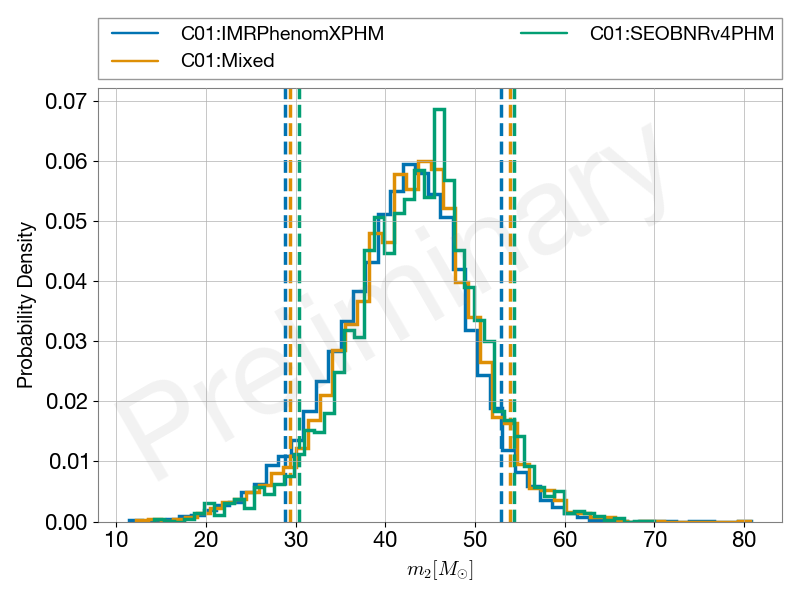 C01:IMRPhenomXPHM
C01:SEOBNRv4PHM
C01:Mixed
0.07
0.06
0.05
0.04
0.03
0.02
0.01
0.00
Probability Density
Preliminary
10 20 30 40 50 60 70 80
m₂[M☉]